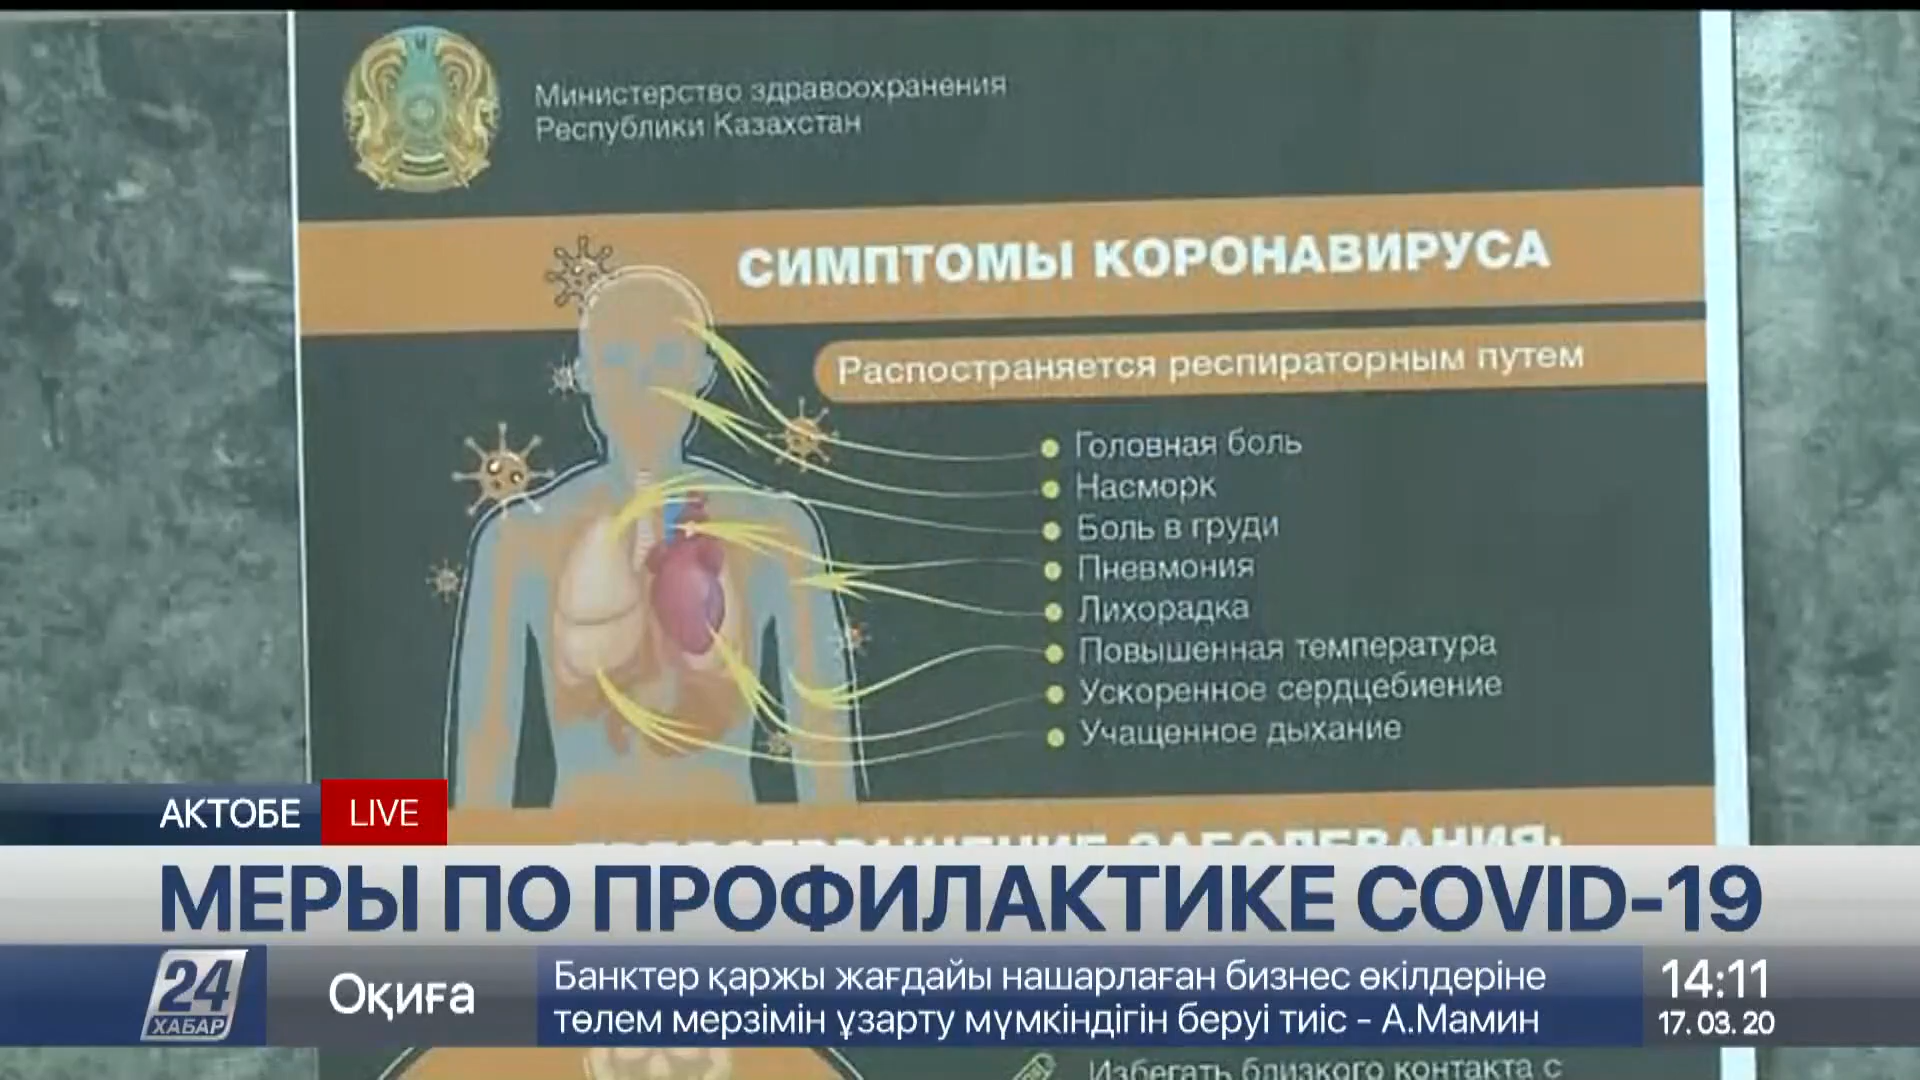 Министерство здравоохранения
Республики Казахстан
СИМПТОМЫ КОРОНАВИРУСА
Распостраняется респираторным путем
Головная боль
Насморк
Боль в груди
Пневмония
Лихорадка
Повышенная температура
Ускоренное сердцебиение
Учащенное дыхание
ЗАБОЛЕВАНИЯ:
АКТОБЕ LIVE
МЕРЫ ПО ПРОФИЛАКТИКЕ COVID-19
24 ХАБАР
Оқиға
Банктер қаржы жағдайы нашарлаған бизнес өкілдеріне
төлем мерзімін ұзарту мүмкіндігін беруі тиіс - А.Мамин
14:11
17. 03. 20
Избегать близкого контакта с